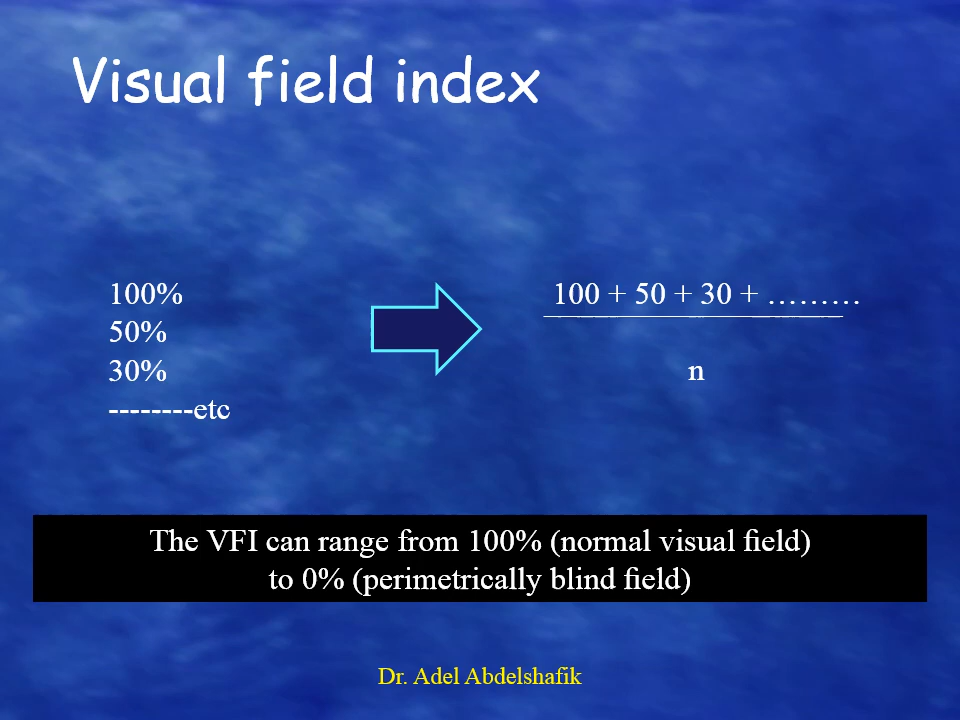 Visual field index
100%
50%
30%
--------etc
100 + 50 + 30 + ………
n
The VFI can range from 100% (normal visual field)
to 0% (perimetrically blind field)
Dr. Adel Abdelshafik